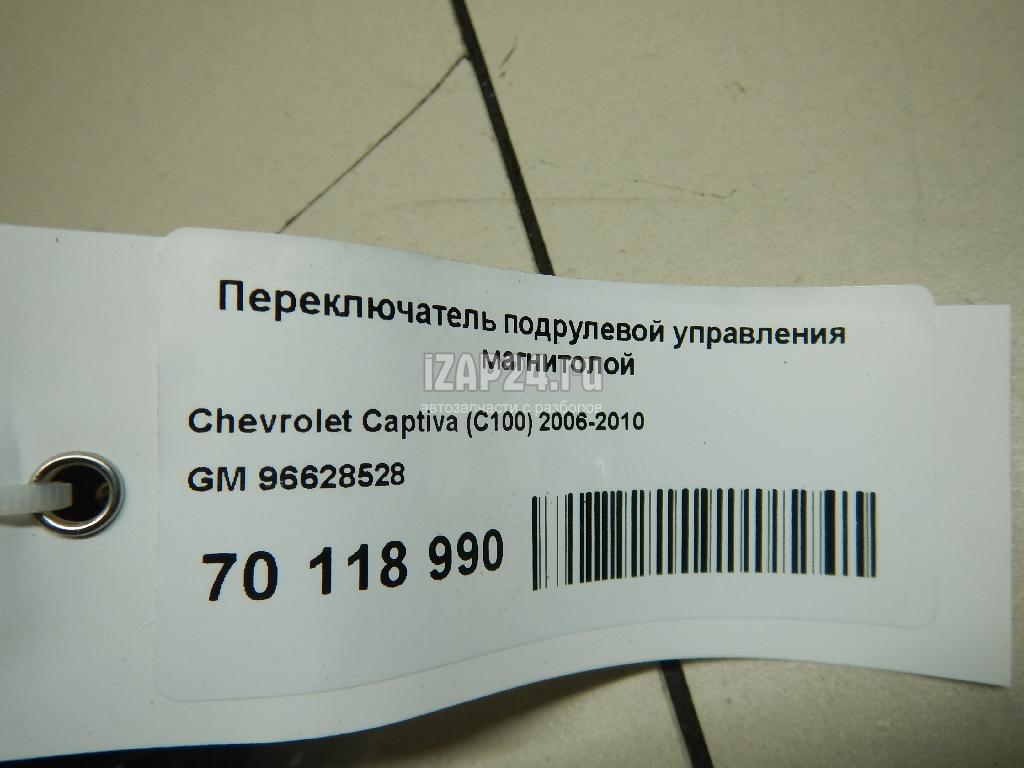 Переключатель подрулевой управления
магнитолой
iZAP24.ru
автозапчасти с разборов
Chevrolet Captiva (C100) 2006-2010
GM 96628528
70 118 990